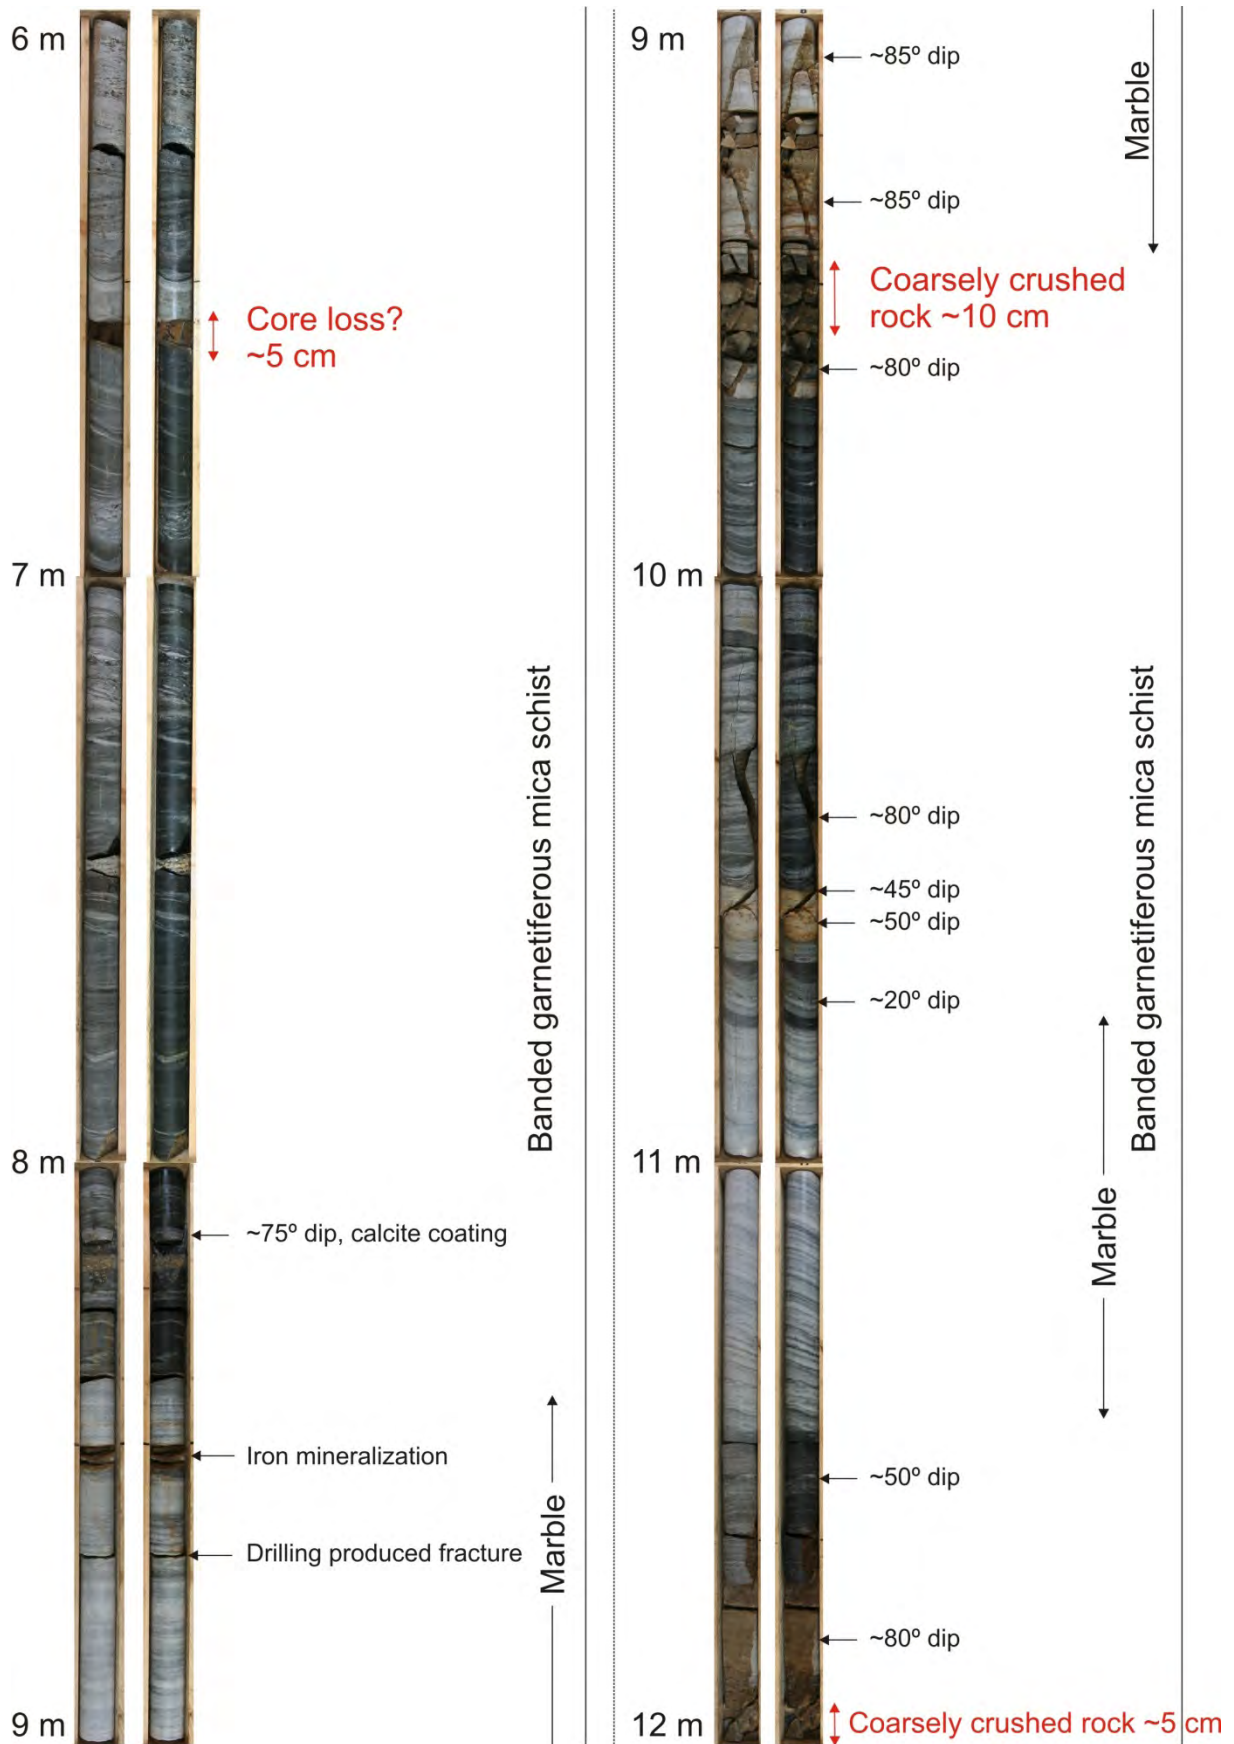 6 m
Core loss?
~5 cm
7 m
Banded garnetiferous mica schist
8 m
~75º dip, calcite coating
Iron mineralization
Drilling produced fracture
Marble
9 m
9 m
~85º dip
Marble
~85º dip
Coarsely crushed
rock ~10 cm
~80º dip
10 m
Banded garnetiferous mica schist
~80º dip
~45º dip
~50º dip
~20º dip
11 m
Marble
~50º dip
~80º dip
12 m
Coarsely crushed rock ~5 cm